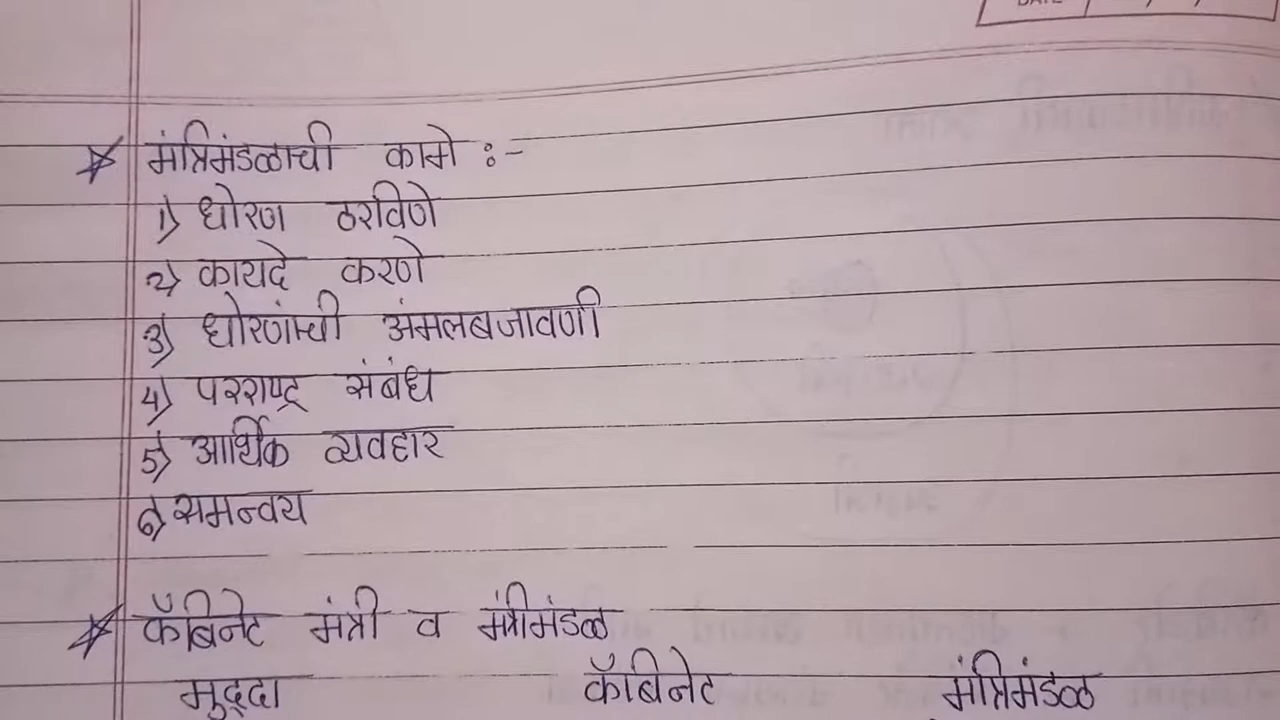 DATE
☆ मंत्रिमंडळाची कामे :-
1) धोरण ठरविणे
2) कायदे करणे
3) धोरणांची अंमलबजावणी
4) परराष्ट्र संबंध
5) आर्थिक व्यवहार
6) समन्वय
☆ कॅबिनेट मंत्री व मंत्रीमंडळ
मुद्दा कॅबिनेट मंत्रिमंडळ